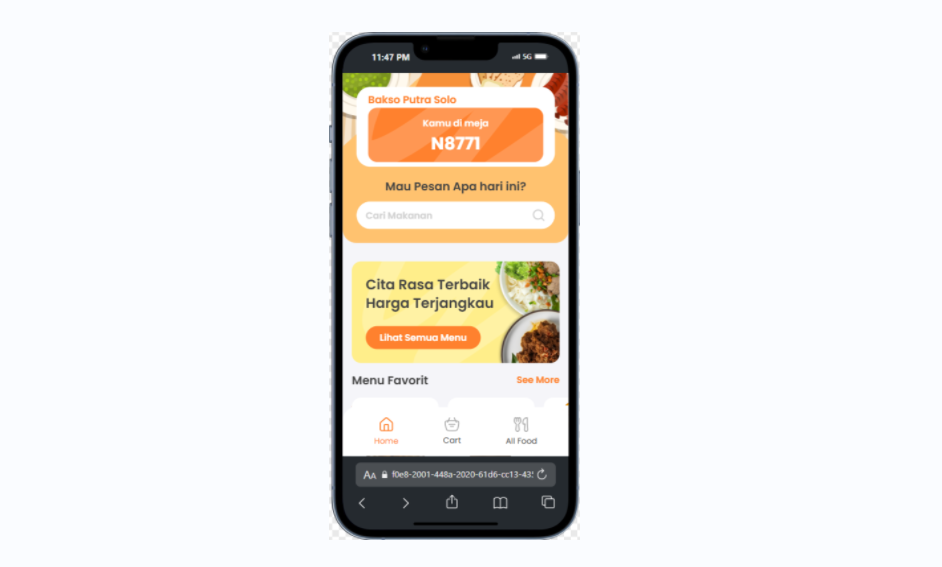 11:47 PM
5G
Bakso Putra Solo
Kamu di meja
N8771
Mau Pesan Apa hari ini?
Cari Makanan
Cita Rasa Terbaik
Harga Terjangkau
Lihat Semua Menu
Menu Favorit
See More
Home
Cart
All Food
AA
f0e8-2001-448a-2020-61d6-cc13-43